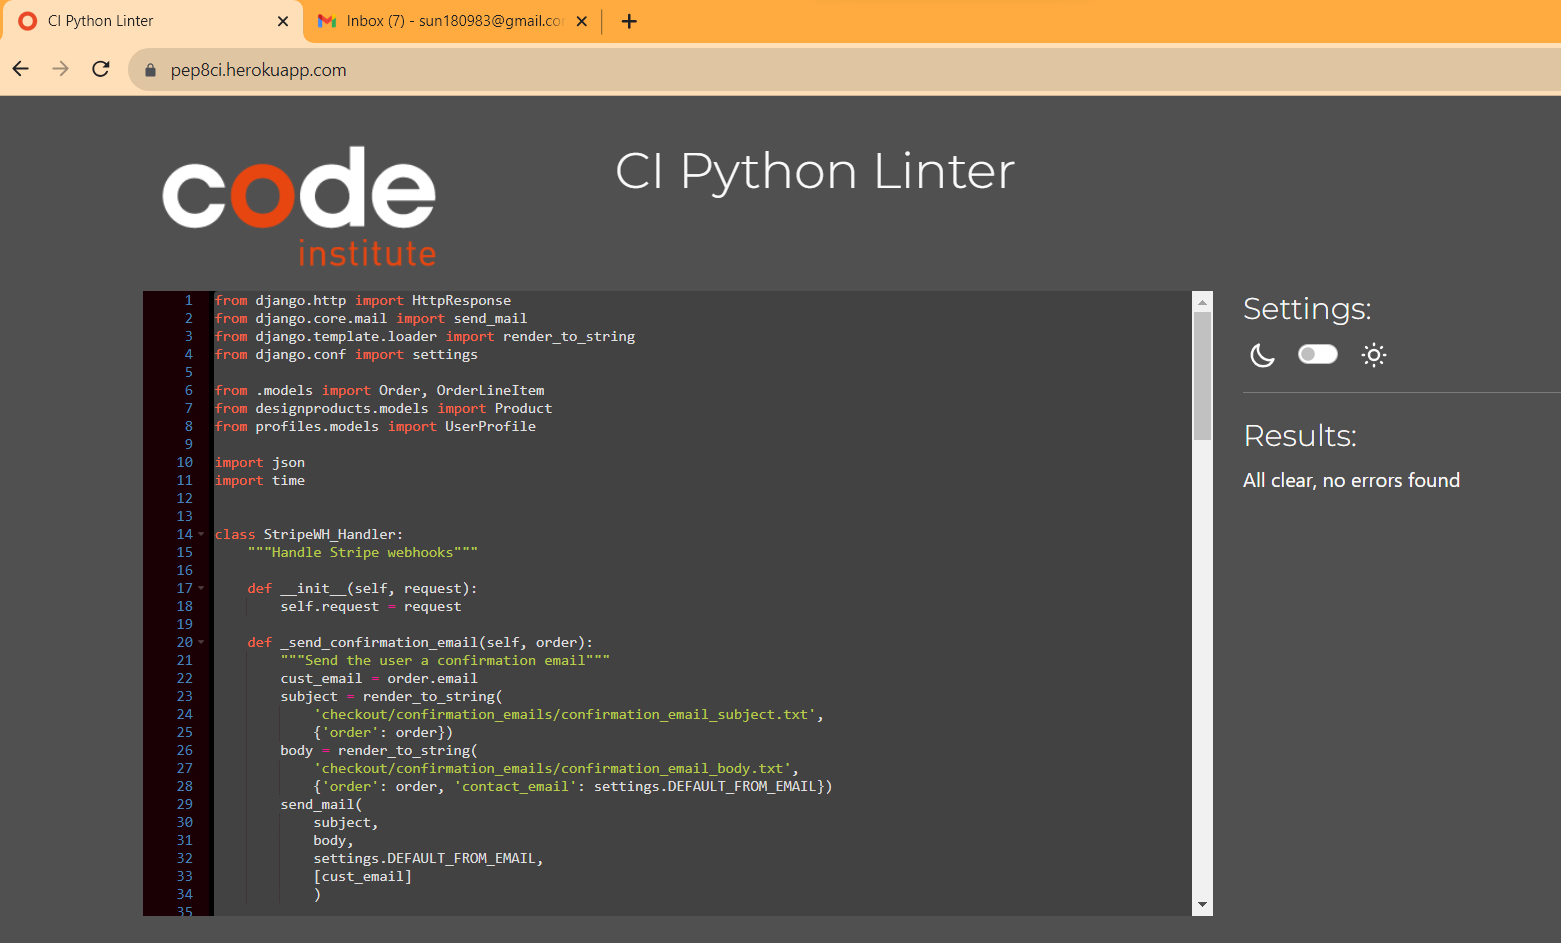 CI Python Linter
Inbox (7) - sun180983@gmail.co
pep8ci.herokuapp.com
code
institute
CI Python Linter
1 from django.http import HttpResponse
2 from django.core.mail import send_mail
3 from django.template.loader import render_to_string
4 from django.conf import settings
5
6 from .models import Order, OrderLineItem
7 from designproducts.models import Product
8 from profiles.models import UserProfile
9
10 import json
11 import time
12
13
14 class StripeWH_Handler:
15     """Handle Stripe webhooks"""
16
17     def __init__(self, request):
18         self.request = request
19
20     def _send_confirmation_email(self, order):
21         """Send the user a confirmation email"""
22         cust_email = order.email
23         subject = render_to_string(
24             'checkout/confirmation_emails/confirmation_email_subject.txt',
25             {'order': order})
26         body = render_to_string(
27             'checkout/confirmation_emails/confirmation_email_body.txt',
28             {'order': order, 'contact_email': settings.DEFAULT_FROM_EMAIL})
29         send_mail(
30             subject,
31             body,
32             settings.DEFAULT_FROM_EMAIL,
33             [cust_email]
34             )
35
Settings:
Results:
All clear, no errors found